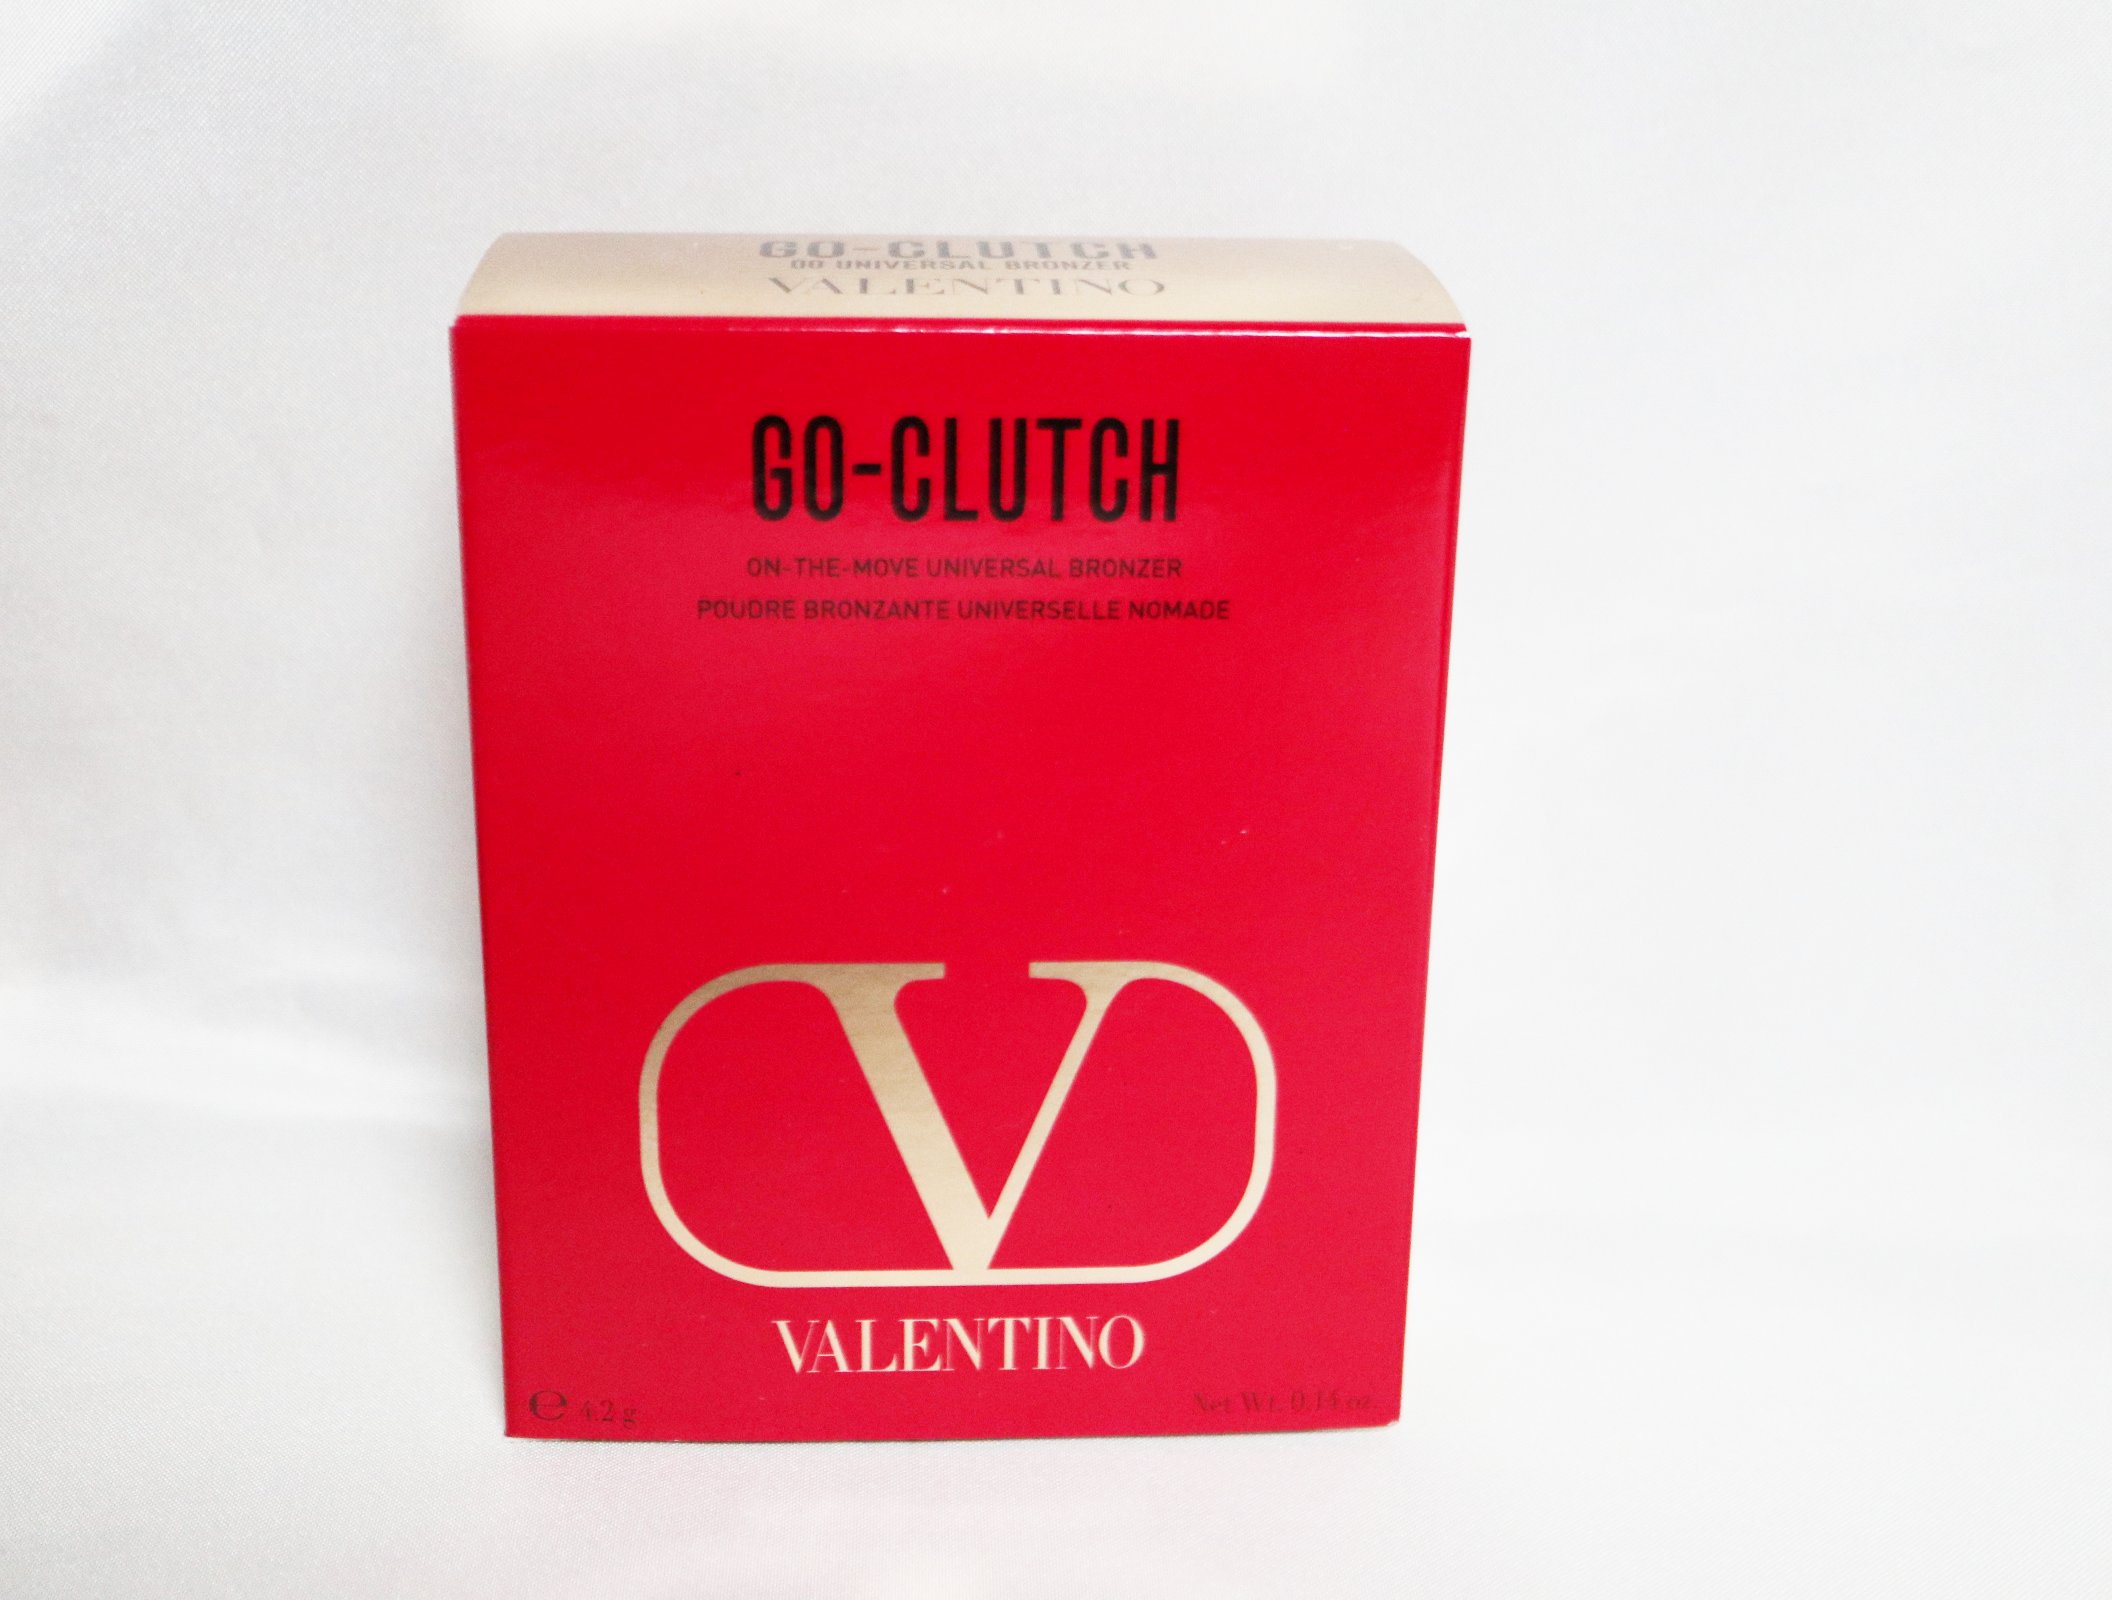 GO-CLUTCH
00 UNIVERSAL BRONZER
VALENTINO
GO-CLUTCH
ON-THE-MOVE UNIVERSAL BRONZER
POUDRE BRONZANTE UNIVERSELLE NOMADE
V
VALENTINO
℮ 4.2 g
Net Wt. 0.14 oz.